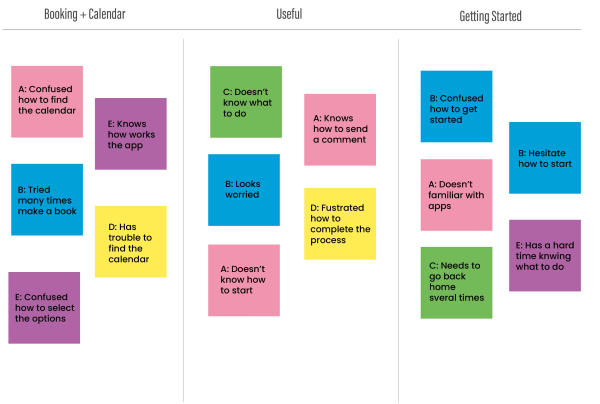 Booking + Calendar
A: Confused
how to find
the calendar
E: Knows
how works
the app
B: Tried
many times
make a book
D: Has
trouble to
find the
calendar
E: Confused
how to select
the options
Useful
C: Doesn't
know what
to do
A: Knows
how to send
a comment
B: Looks
worried
D: Fustrated
how to
complete the
process
A: Doesn't
know how
to start
Getting Started
B: Confused
how to get
started
B: Hesitate
how to start
A: Doesn't
familiar with
apps
E: Has a hard
time knwing
what to do
C: Needs to
go back
home
sveral times